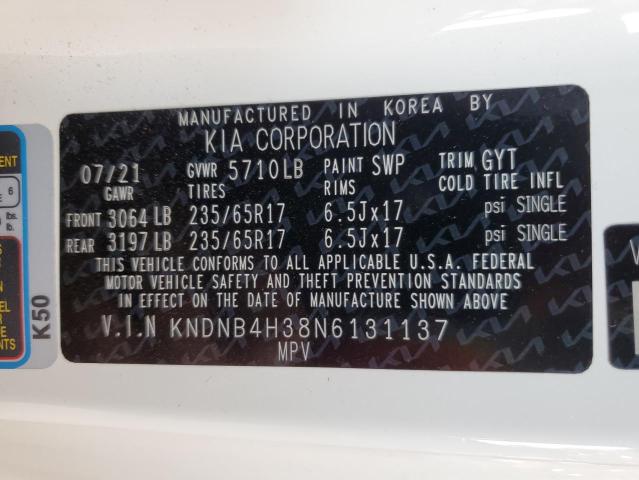 MANUFACTURED IN KOREA BY
KIA CORPORATION
07/21 GVWR 5710LB PAINT SWP TRIM GYT
GAWR TIRES RIMS COLD TIRE INFL
FRONT 3064 LB 235/65R17 6.5Jx17 psi SINGLE
REAR 3197 LB 235/65R17 6.5Jx17 psi SINGLE
THIS VEHICLE CONFORMS TO ALL APPLICABLE U.S.A. FEDERAL
MOTOR VEHICLE SAFETY AND THEFT PREVENTION STANDARDS
IN EFFECT ON THE DATE OF MANUFACTURE SHOWN ABOVE
V.I.N KNDNB4H38N6131137
MPV
K50
6
lbs.
lb.